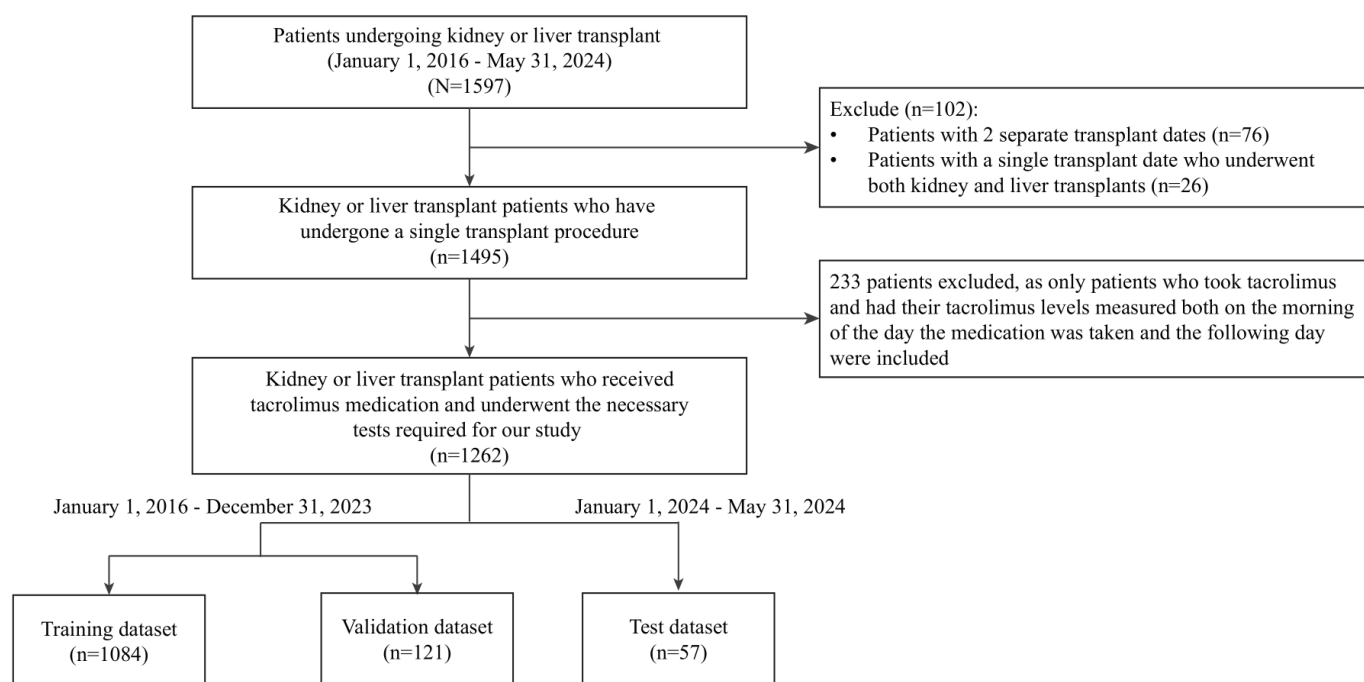 Patients undergoing kidney or liver transplant
(January 1, 2016 - May 31, 2024)
(N=1597)
Exclude (n=102):
• Patients with 2 separate transplant dates (n=76)
• Patients with a single transplant date who underwent
both kidney and liver transplants (n=26)
Kidney or liver transplant patients who have
undergone a single transplant procedure
(n=1495)
233 patients excluded, as only patients who took tacrolimus
and had their tacrolimus levels measured both on the morning
of the day the medication was taken and the following day
were included
Kidney or liver transplant patients who received
tacrolimus medication and underwent the necessary
tests required for our study
(n=1262)
January 1, 2016 - December 31, 2023
January 1, 2024 - May 31, 2024
Training dataset
(n=1084)
Validation dataset
(n=121)
Test dataset
(n=57)